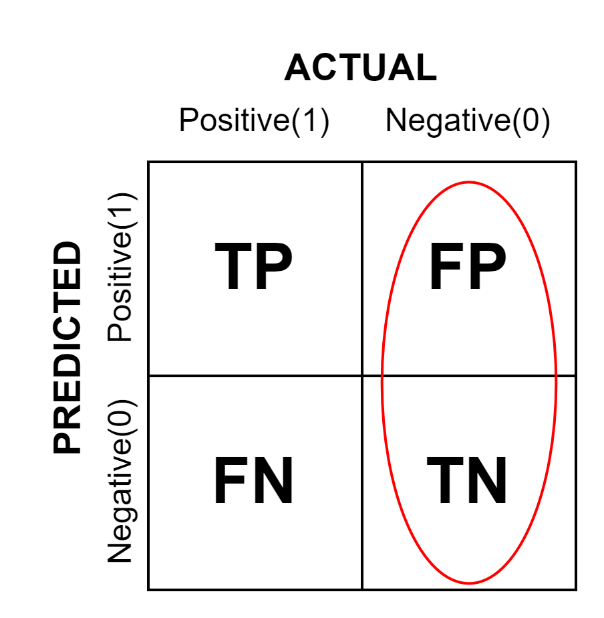 ACTUAL
Positive(1) Negative(0)
PREDICTED
Positive(1)
TP FP
Negative(0)
FN TN